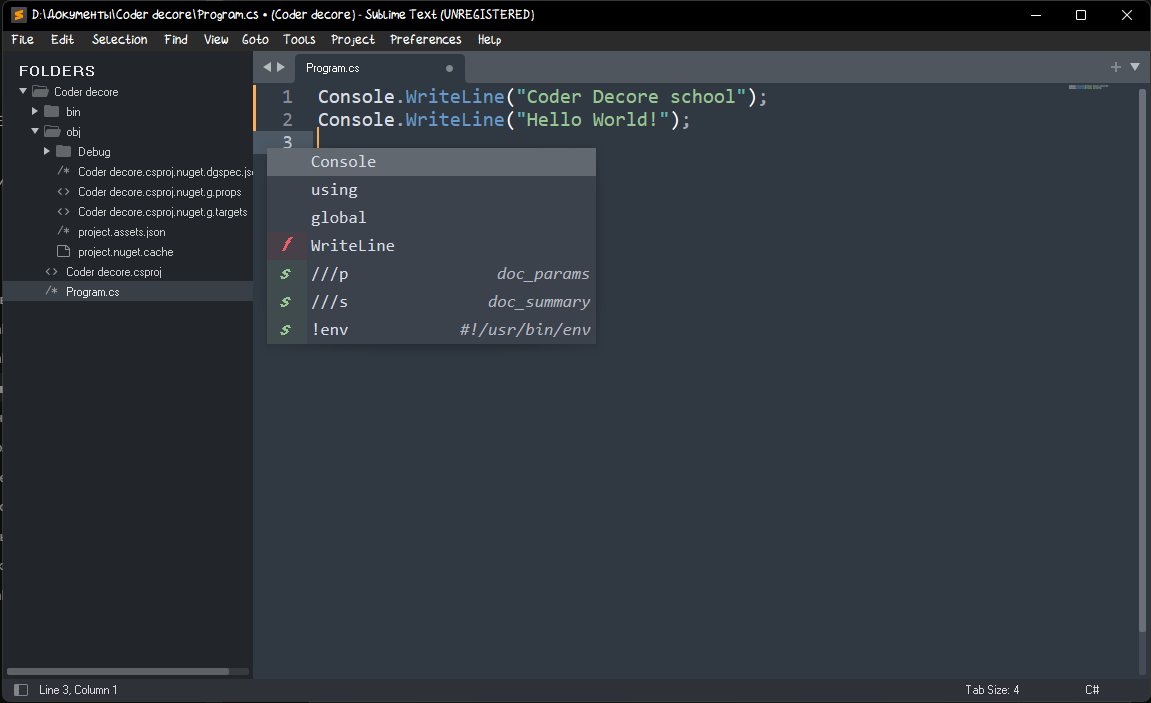 D:\Документы\Coder decore\Program.cs • (Coder decore) - Sublime Text (UNREGISTERED)
File Edit Selection Find View Goto Tools Project Preferences Help
FOLDERS
Coder decore
bin
obj
Debug
Coder decore.csproj.nuget.dgspec.js
Coder decore.csproj.nuget.g.props
Coder decore.csproj.nuget.g.targets
project.assets.json
project.nuget.cache
Coder decore.csproj
Program.cs
Program.cs
1 Console.WriteLine("Coder Decore school");
2 Console.WriteLine("Hello World!");
3
Console
using
global
f WriteLine
s ///p doc_params
s ///s doc_summary
s !env #!/usr/bin/env
Line 3, Column 1 Tab Size: 4 C#